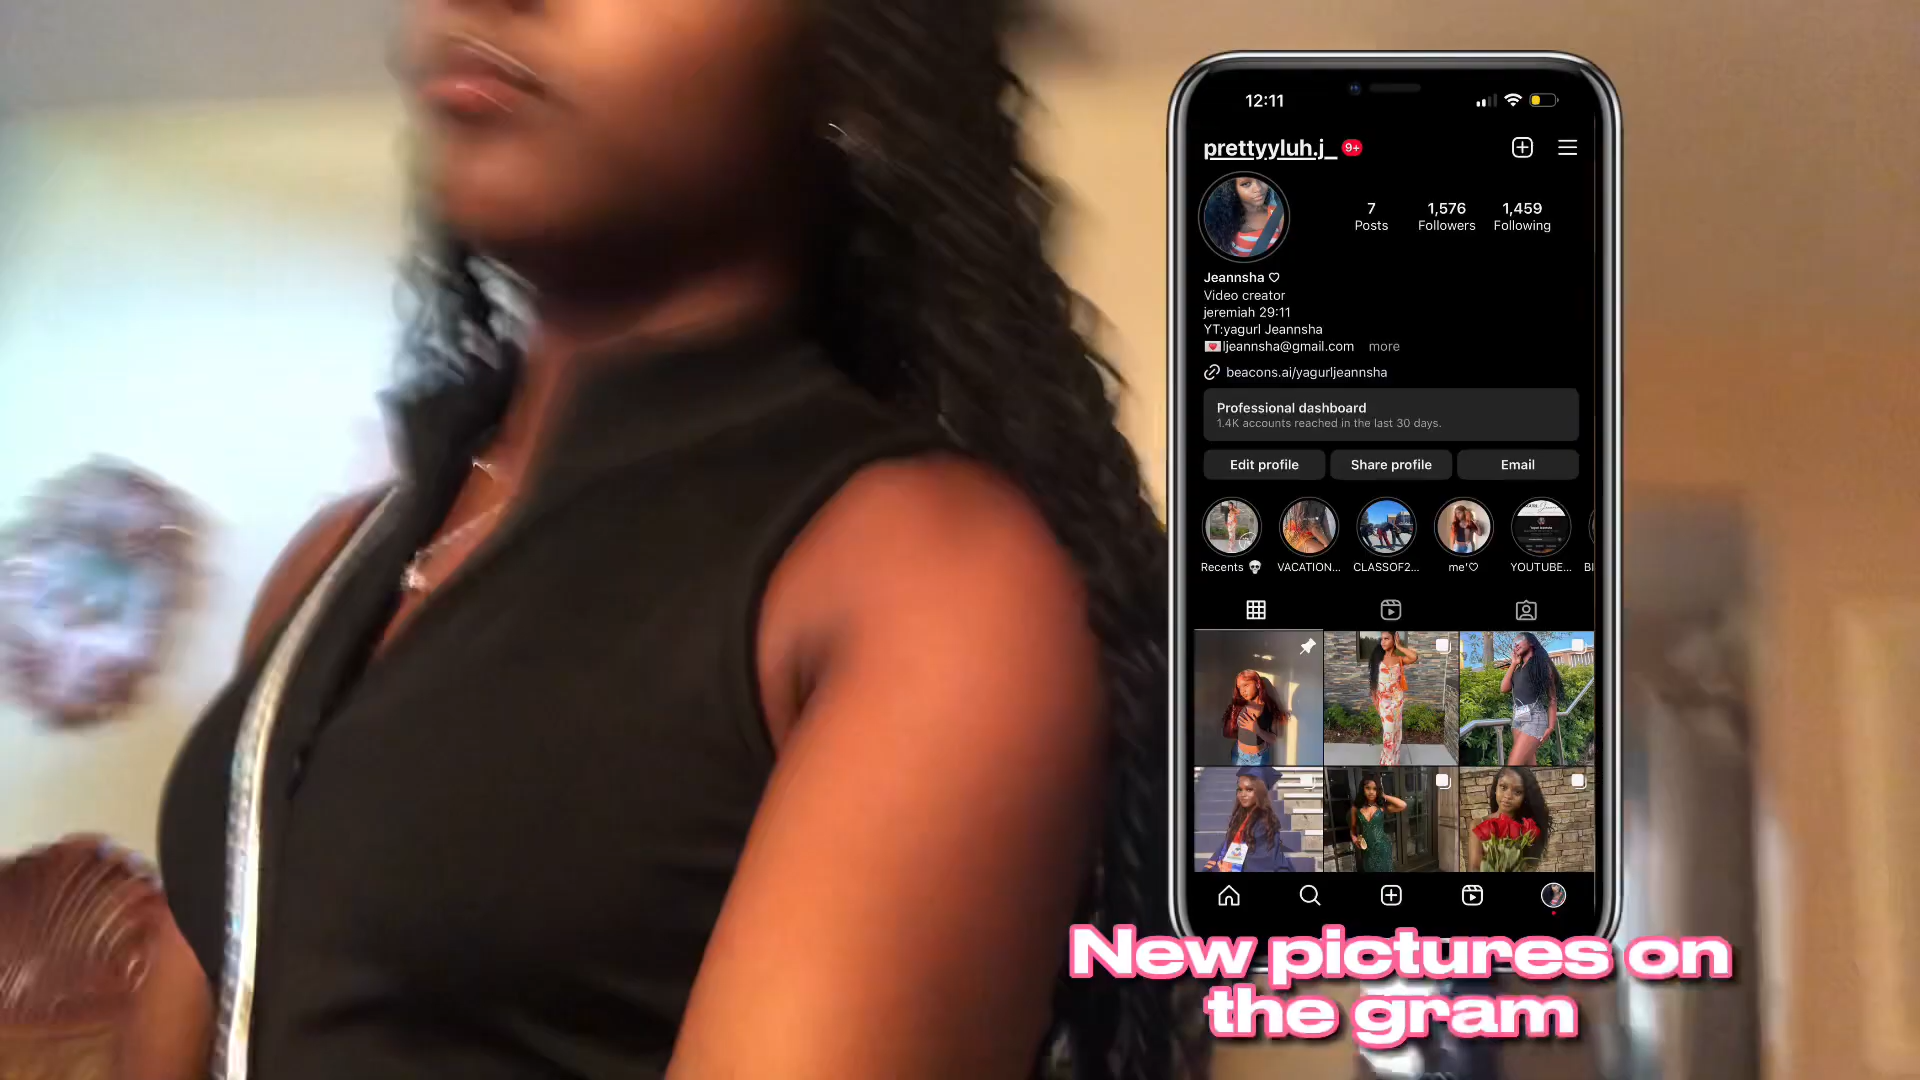 12:11
prettyyluh.j_ 9+
7 1,576 1,459
Posts Followers Following
Jeannsha ♡
Video creator
jeremiah 29:11
YT:yagurl Jeannsha
💌ljeannsha@gmail.com more
beacons.ai/yagurljeannsha
Professional dashboard
1.4K accounts reached in the last 30 days.
Edit profile Share profile Email
Recents 💀 VACATION... CLASSOF2... me'♡ YOUTUBE...
New pictures on
the gram